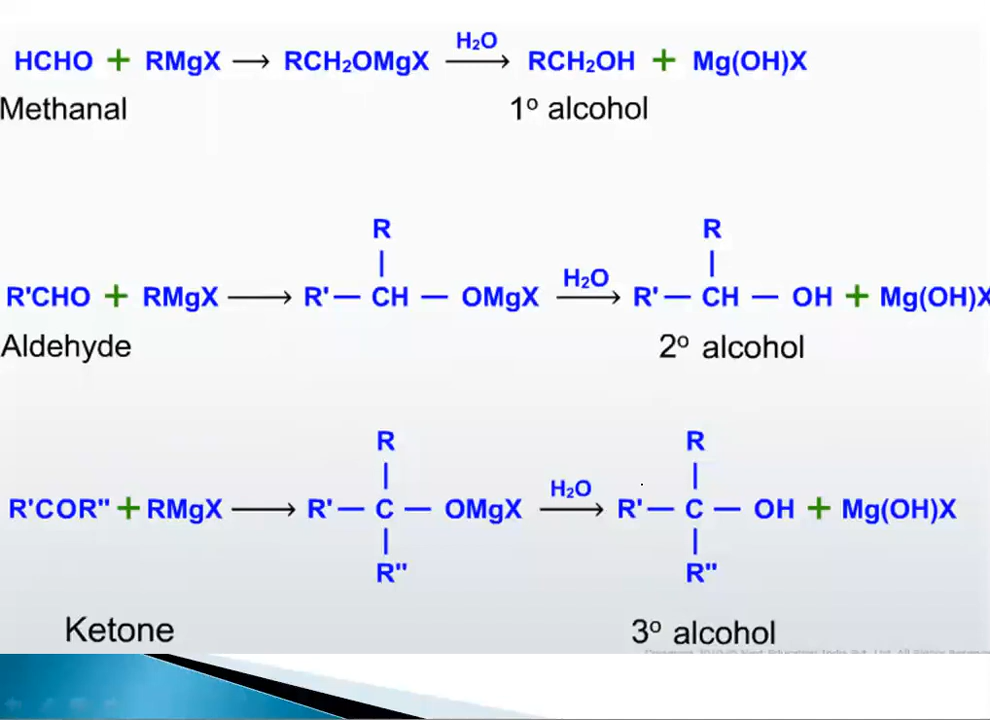 HCHO + RMgX ⟶ RCH₂OMgX H₂O ⟶ RCH₂OH + Mg(OH)X
Methanal 1º alcohol
R R
| |
R'CHO + RMgX ⟶ R'— CH — OMgX H₂O ⟶ R'— CH — OH + Mg(OH)X
Aldehyde 2º alcohol
R R
| |
R'COR" + RMgX ⟶ R'— C — OMgX H₂O ⟶ R'— C — OH + Mg(OH)X
| |
R" R"
Ketone 3º alcohol